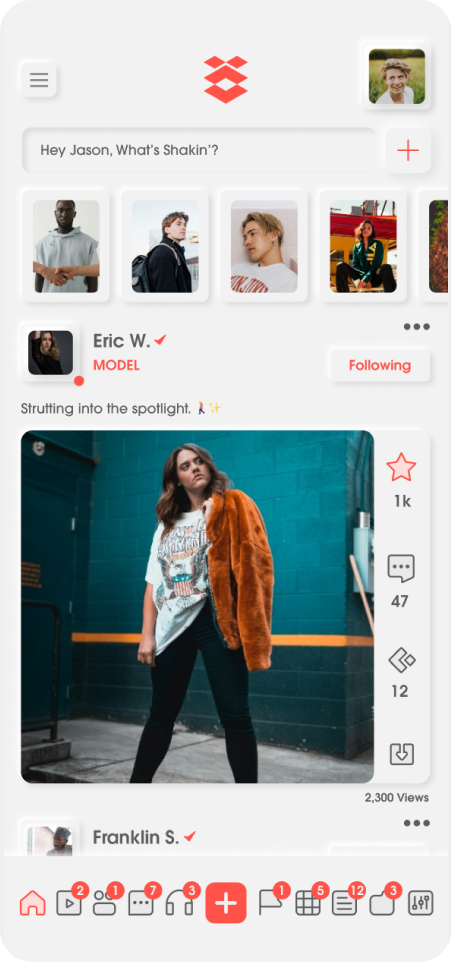 Hey Jason, What's Shakin'?
Eric W.
MODEL
Following
Strutting into the spotlight. 🚶‍♀️✨
1k
47
12
2,300 Views
Franklin S.
2
1
7
3
1
5
12
3